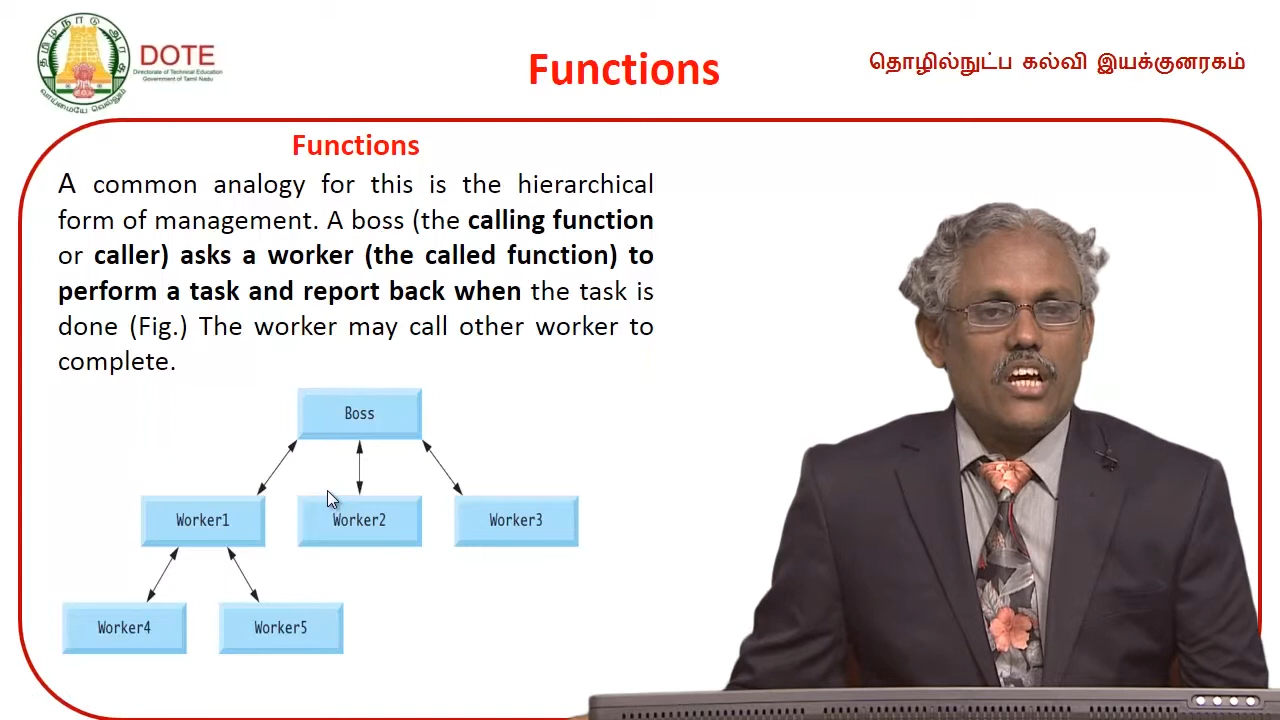 தமிழ்நாடு அரசு
வாய்மையே வெல்லும்
DOTE
Directorate of Technical Education
Government of Tamil Nadu
Functions
தொழில்நுட்ப கல்வி இயக்குனரகம்
Functions
A common analogy for this is the hierarchical
form of management. A boss (the calling function
or caller) asks a worker (the called function) to
perform a task and report back when the task is
done (Fig.) The worker may call other worker to
complete.
Boss
Worker1
Worker2
Worker3
Worker4
Worker5